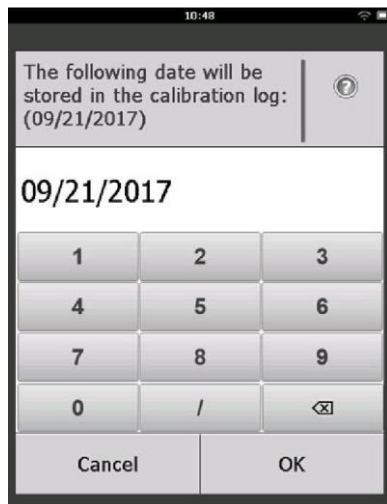 10:48
The following date will be
stored in the calibration log:
(09/21/2017)
?
09/21/2017
1 2 3
4 5 6
7 8 9
0 /
Cancel OK